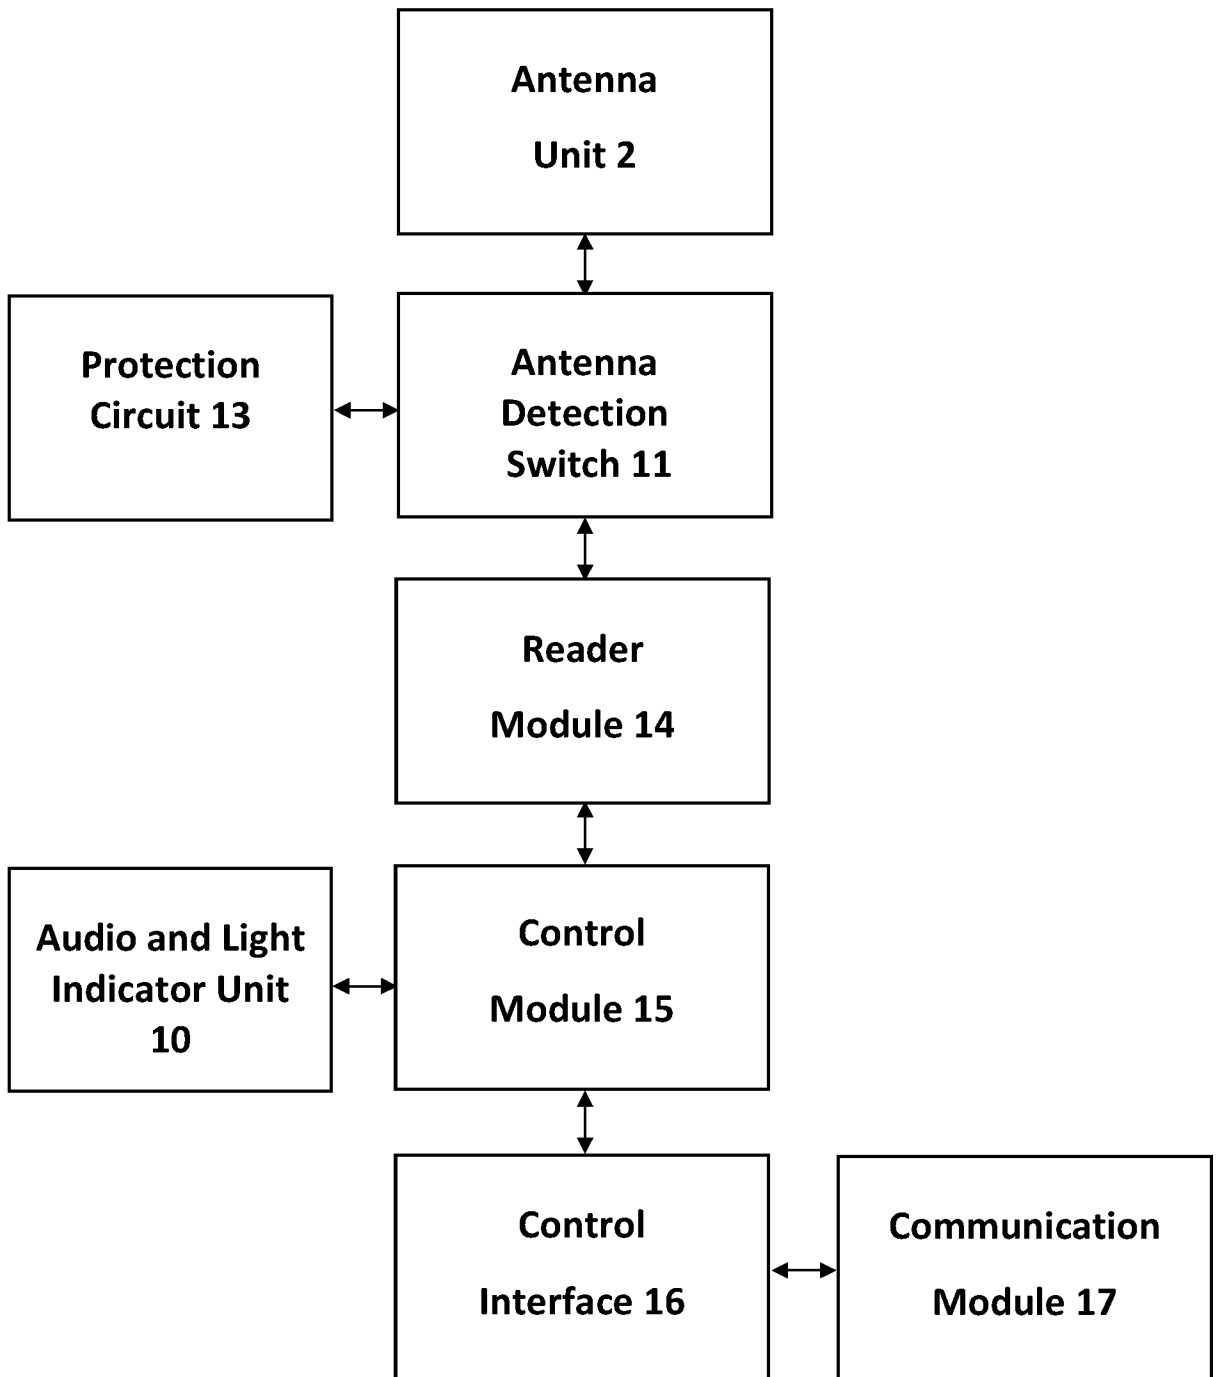 Antenna
Unit 2
Protection
Circuit 13
Antenna
Detection
Switch 11
Reader
Module 14
Audio and Light
Indicator Unit
10
Control
Module 15
Control
Interface 16
Communication
Module 17